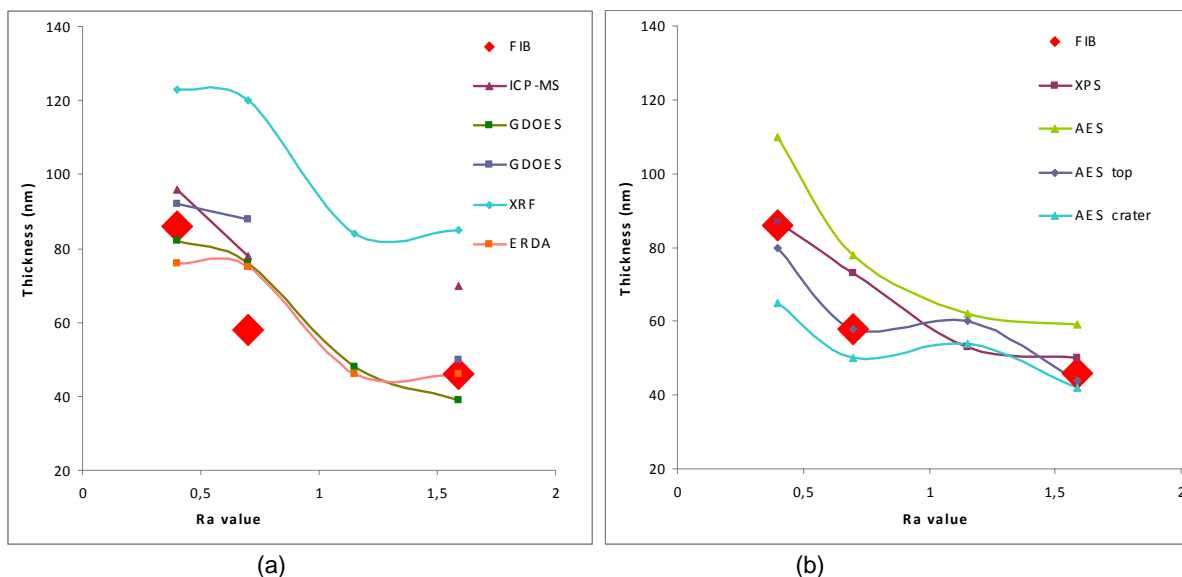 140
120
100
80
60
40
20
0
0,5
1
1,5
2
Thickness (nm)
Ra value
FIB
ICP-MS
GDOES
GDOES
XRF
ERDA
(a)
140
120
100
80
60
40
20
0
0,5
1
1,5
2
Thickness (nm)
Ra value
FIB
XPS
AES
AES top
AES crater
(b)